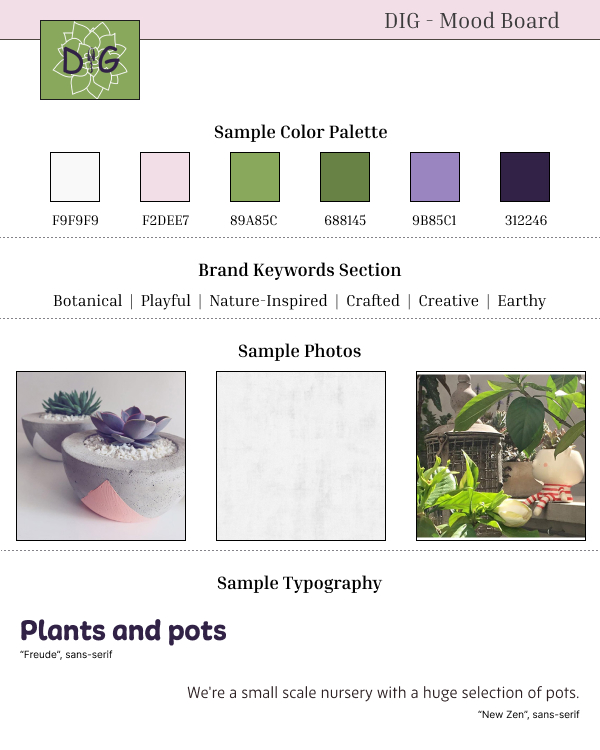 DIG - Mood Board
DIG
Sample Color Palette
F9F9F9 F2DEE7 89A85C 688145 9B85C1 312246
Brand Keywords Section
Botanical | Playful | Nature-Inspired | Crafted | Creative | Earthy
Sample Photos
Sample Typography
Plants and pots
"Freude", sans-serif
We're a small scale nursery with a huge selection of pots.
"New Zen", sans-serif